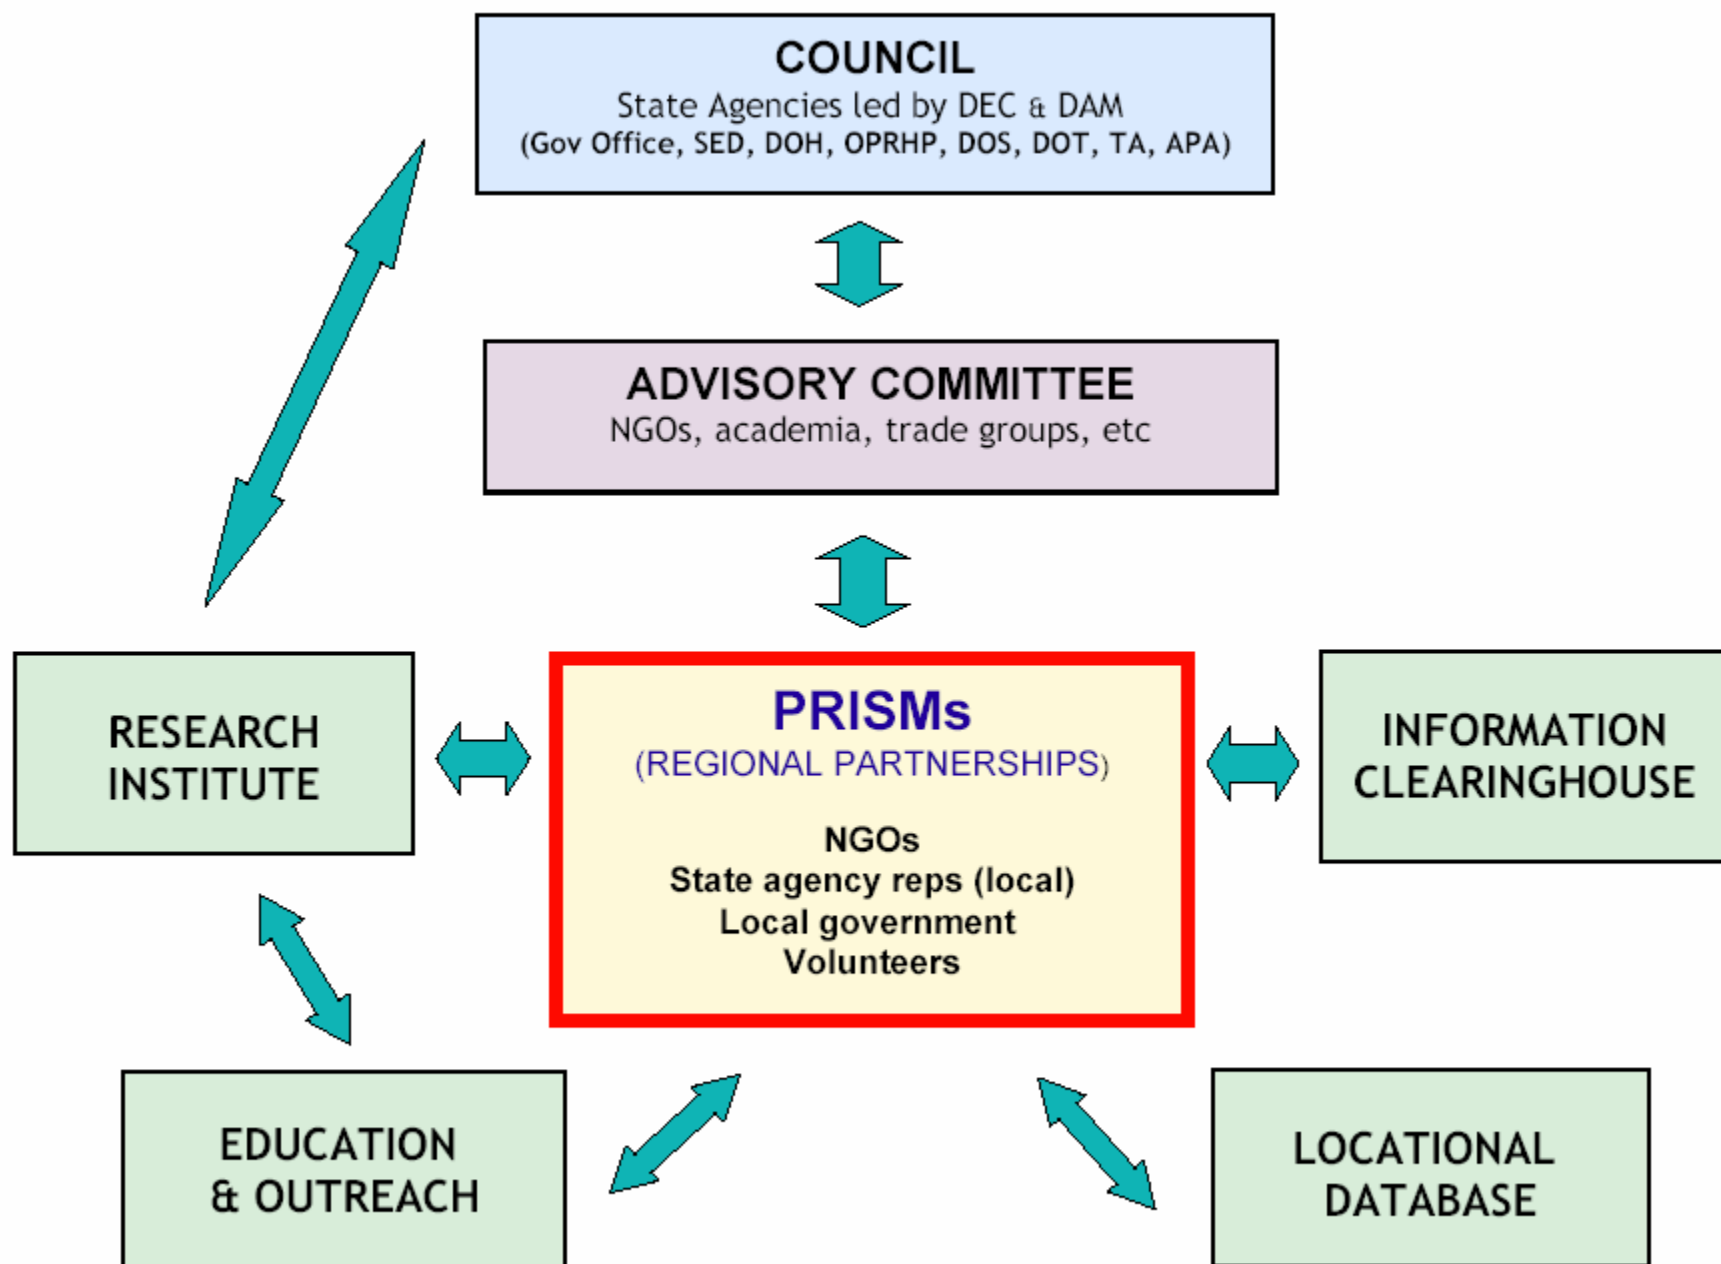 COUNCIL
State Agencies led by DEC & DAM
(Gov Office, SED, DOH, OPRHP, DOS, DOT, TA, APA)
ADVISORY COMMITTEE
NGOs, academia, trade groups, etc
RESEARCH
INSTITUTE
PRISMs
(REGIONAL PARTNERSHIPS)
NGOs
State agency reps (local)
Local government
Volunteers
INFORMATION
CLEARINGHOUSE
EDUCATION
& OUTREACH
LOCATIONAL
DATABASE